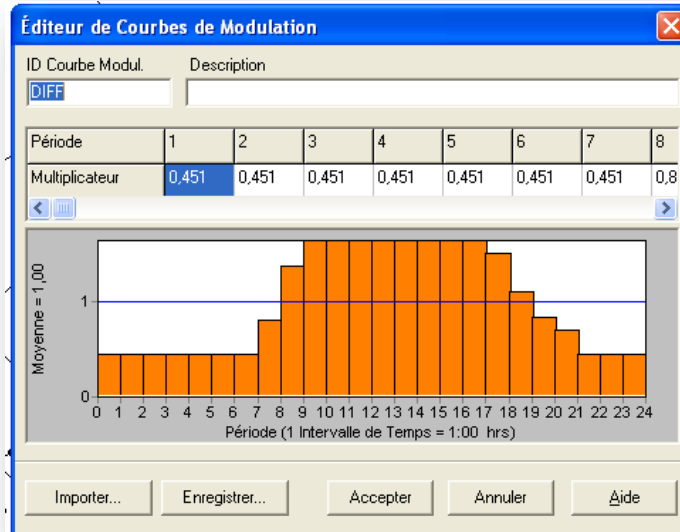 Éditeur de Courbes de Modulation
ID Courbe Modul. Description
DIFF
Période 1 2 3 4 5 6 7 8
Multiplicateur 0,451 0,451 0,451 0,451 0,451 0,451 0,451 0,8
Moyenne = 1,00
1
0
0 1 2 3 4 5 6 7 8 9 10 11 12 13 14 15 16 17 18 19 20 21 22 23 24
Période (1 Intervalle de Temps = 1:00 hrs)
Importer... Enregistrer... Accepter Annuler Aide